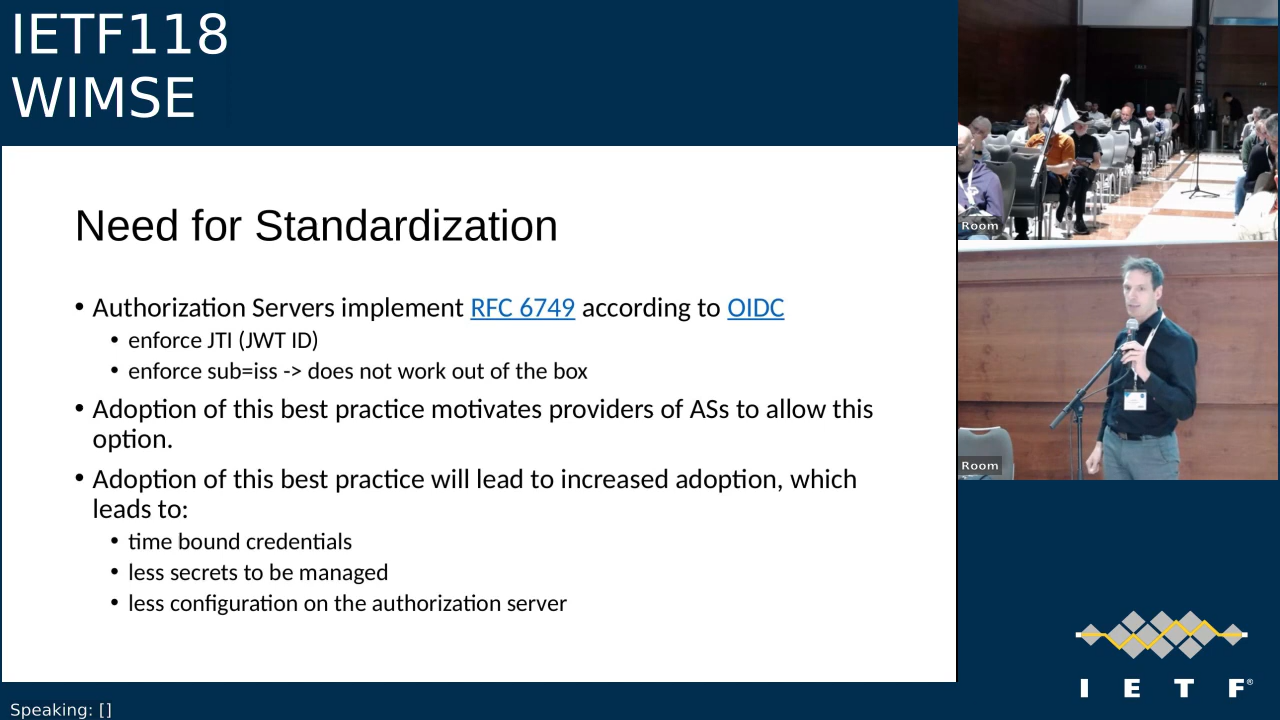 IETF118
WIMSE
Need for Standardization
• Authorization Servers implement RFC 6749 according to OIDC
• enforce JTI (JWT ID)
• enforce sub=iss -> does not work out of the box
• Adoption of this best practice motivates providers of ASs to allow this
option.
• Adoption of this best practice will lead to increased adoption, which
leads to:
• time bound credentials
• less secrets to be managed
• less configuration on the authorization server
Room
Room
I E T F®
Speaking: []